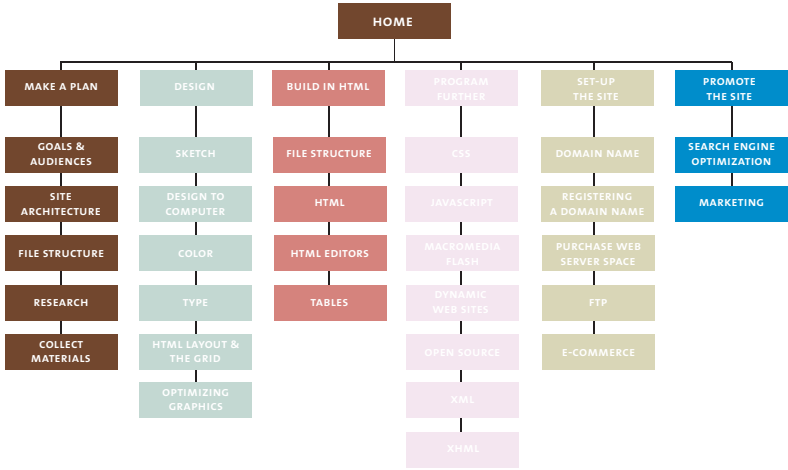 HOME
MAKE A PLAN
GOALS &
AUDIENCES
SITE
ARCHITECTURE
FILE STRUCTURE
RESEARCH
COLLECT
MATERIALS
DESIGN
SKETCH
DESIGN TO
COMPUTER
COLOR
TYPE
HTML LAYOUT &
THE GRID
OPTIMIZING
GRAPHICS
BUILD IN HTML
FILE STRUCTURE
HTML
HTML EDITORS
TABLES
PROGRAM
FURTHER
CSS
JAVASCRIPT
MACROMEDIA
FLASH
DYNAMIC
WEB SITES
OPEN SOURCE
XML
XHML
SET-UP
THE SITE
DOMAIN NAME
REGISTERING
A DOMAIN NAME
PURCHASE WEB
SERVER SPACE
FTP
E-COMMERCE
PROMOTE
THE SITE
SEARCH ENGINE
OPTIMIZATION
MARKETING